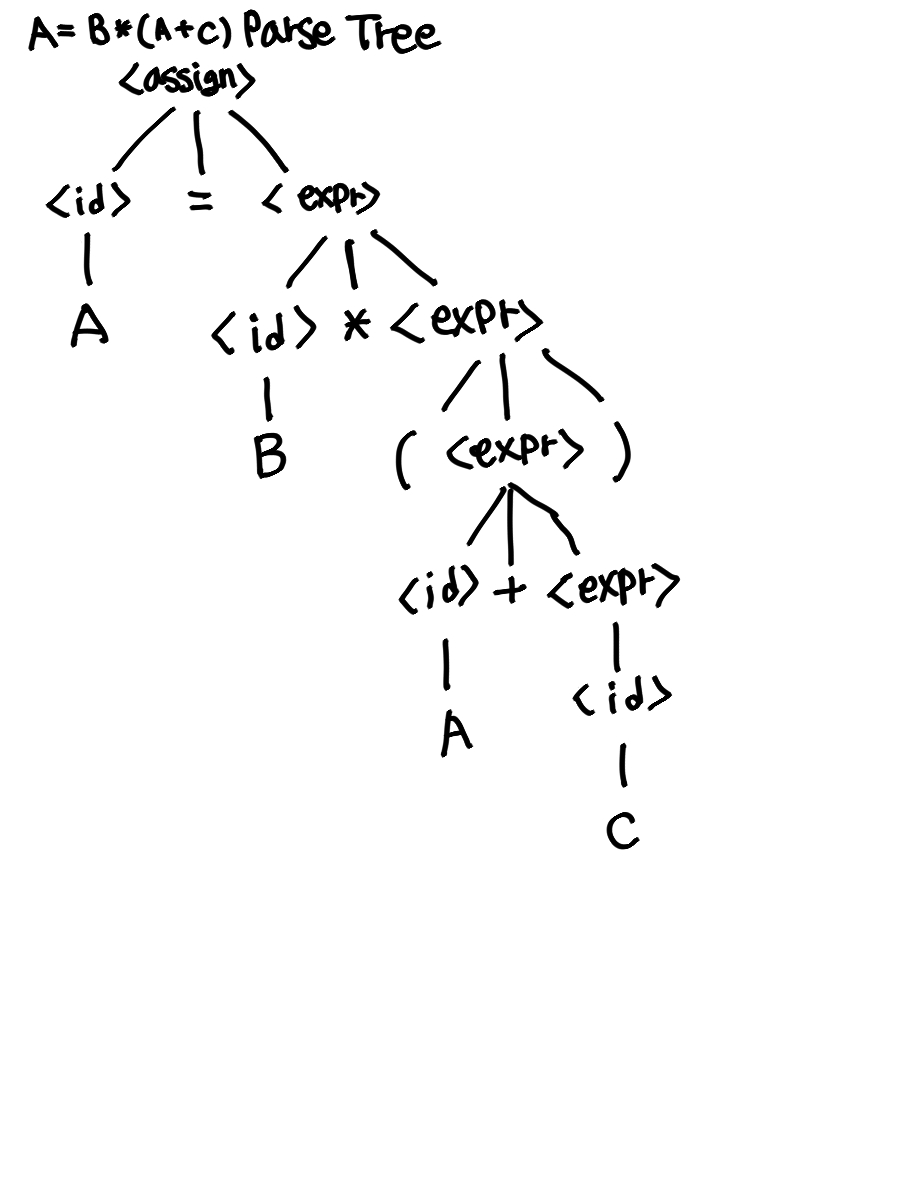 A= B*(A+C) Parse Tree
<assign>
<id> = <expr>
A <id> * <expr>
B ( <expr> )
<id> + <expr>
A <id>
C